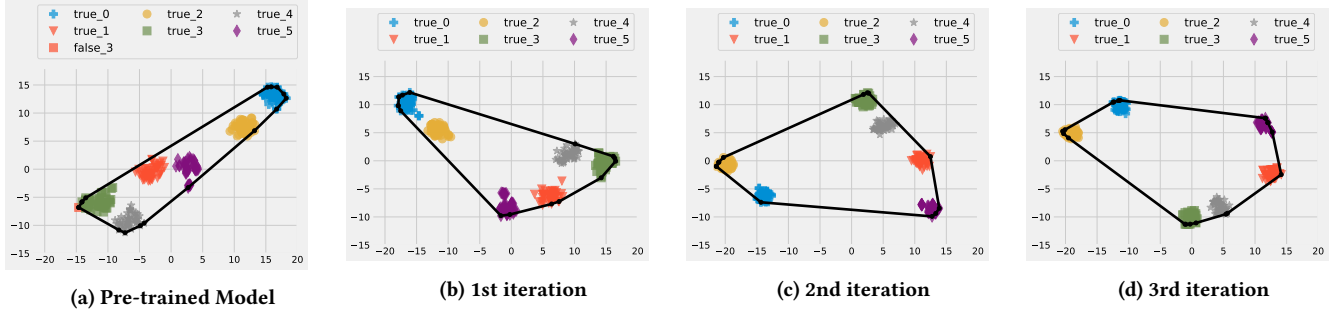 true_0 true_2 true_4
true_1 true_3 true_5
false_3
15
10
5
0
−5
−10
−15
−20 −15 −10 −5 0 5 10 15 20
(a) Pre-trained Model
true_0 true_2 true_4
true_1 true_3 true_5
15
10
5
0
−5
−10
−15
−20 −15 −10 −5 0 5 10 15 20
(b) 1st iteration
true_0 true_2 true_4
true_1 true_3 true_5
15
10
5
0
−5
−10
−15
−20 −15 −10 −5 0 5 10 15 20
(c) 2nd iteration
true_0 true_2 true_4
true_1 true_3 true_5
15
10
5
0
−5
−10
−15
−20 −15 −10 −5 0 5 10 15 20
(d) 3rd iteration